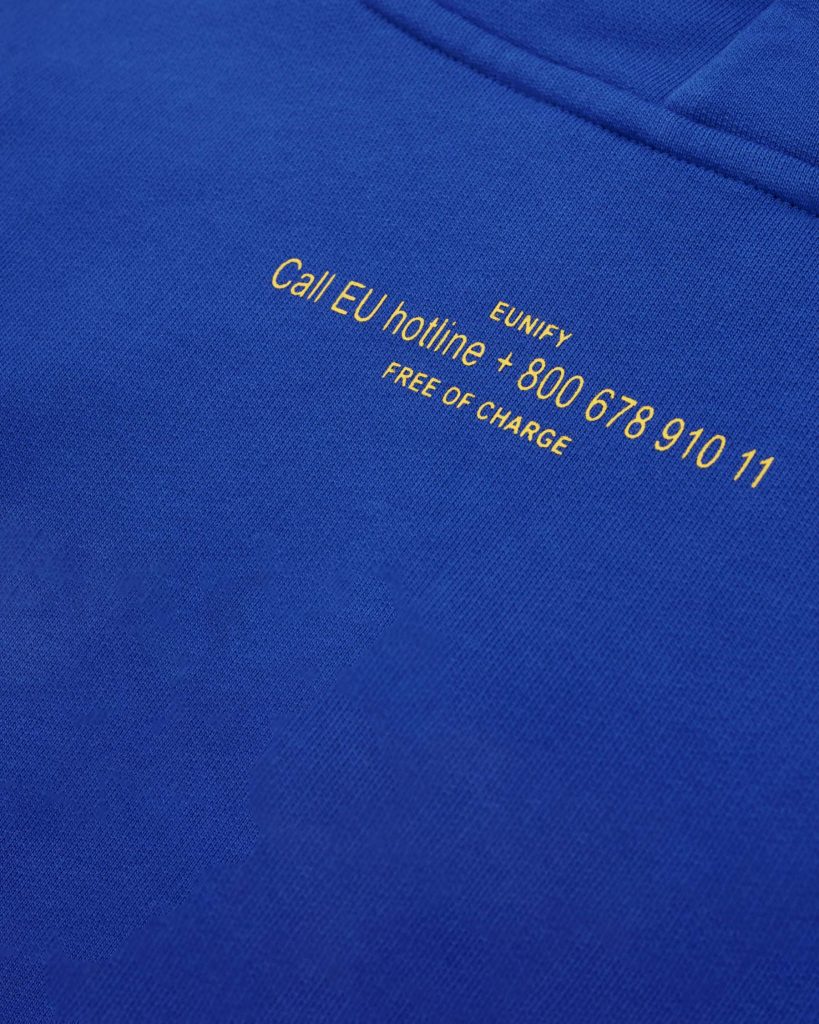 EUNIFY
Call EU hotline + 800 678 910 11
FREE OF CHARGE